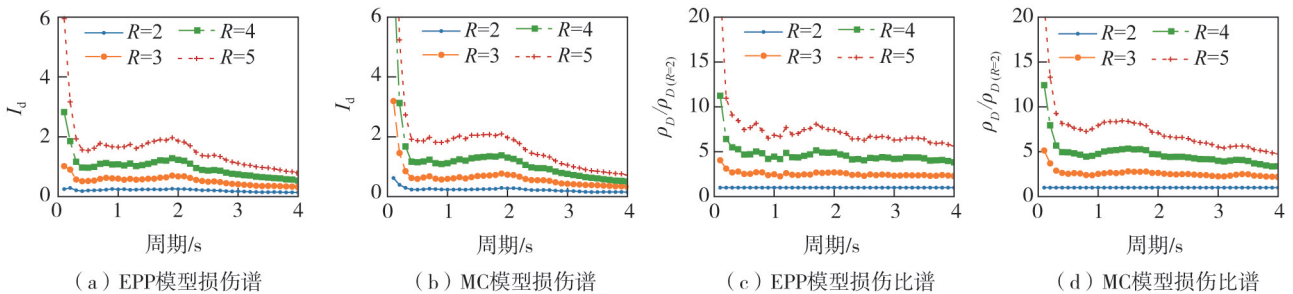 6
4
2
0
I_d
R=2 R=4
R=3 R=5
0 1 2 3 4
周期/s
(a)EPP模型损伤谱
6
4
2
0
I_d
R=2 R=4
R=3 R=5
0 1 2 3 4
周期/s
(b)MC模型损伤谱
20
15
10
5
0
ρ_D/ρ_{D(R=2)}
R=2 R=4
R=3 R=5
0 1 2 3 4
周期/s
(c)EPP模型损伤比谱
20
15
10
5
0
ρ_D/ρ_{D(R=2)}
R=2 R=4
R=3 R=5
0 1 2 3 4
周期/s
(d)MC模型损伤比谱